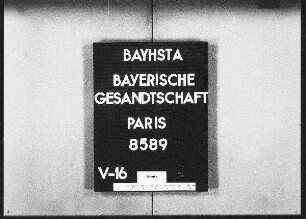 BAYHSTA
BAYERISCHE
GESANDTSCHAFT
PARIS
8589
V-16